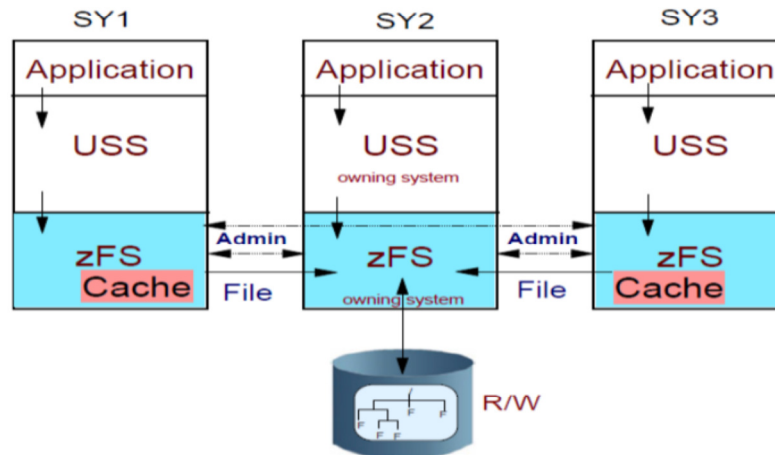 SY1 SY2 SY3
Application Application Application
USS USS USS
owning system
Admin Admin
zFS zFS zFS
Cache File File Cache
owning system
R/W
F F
F
F F